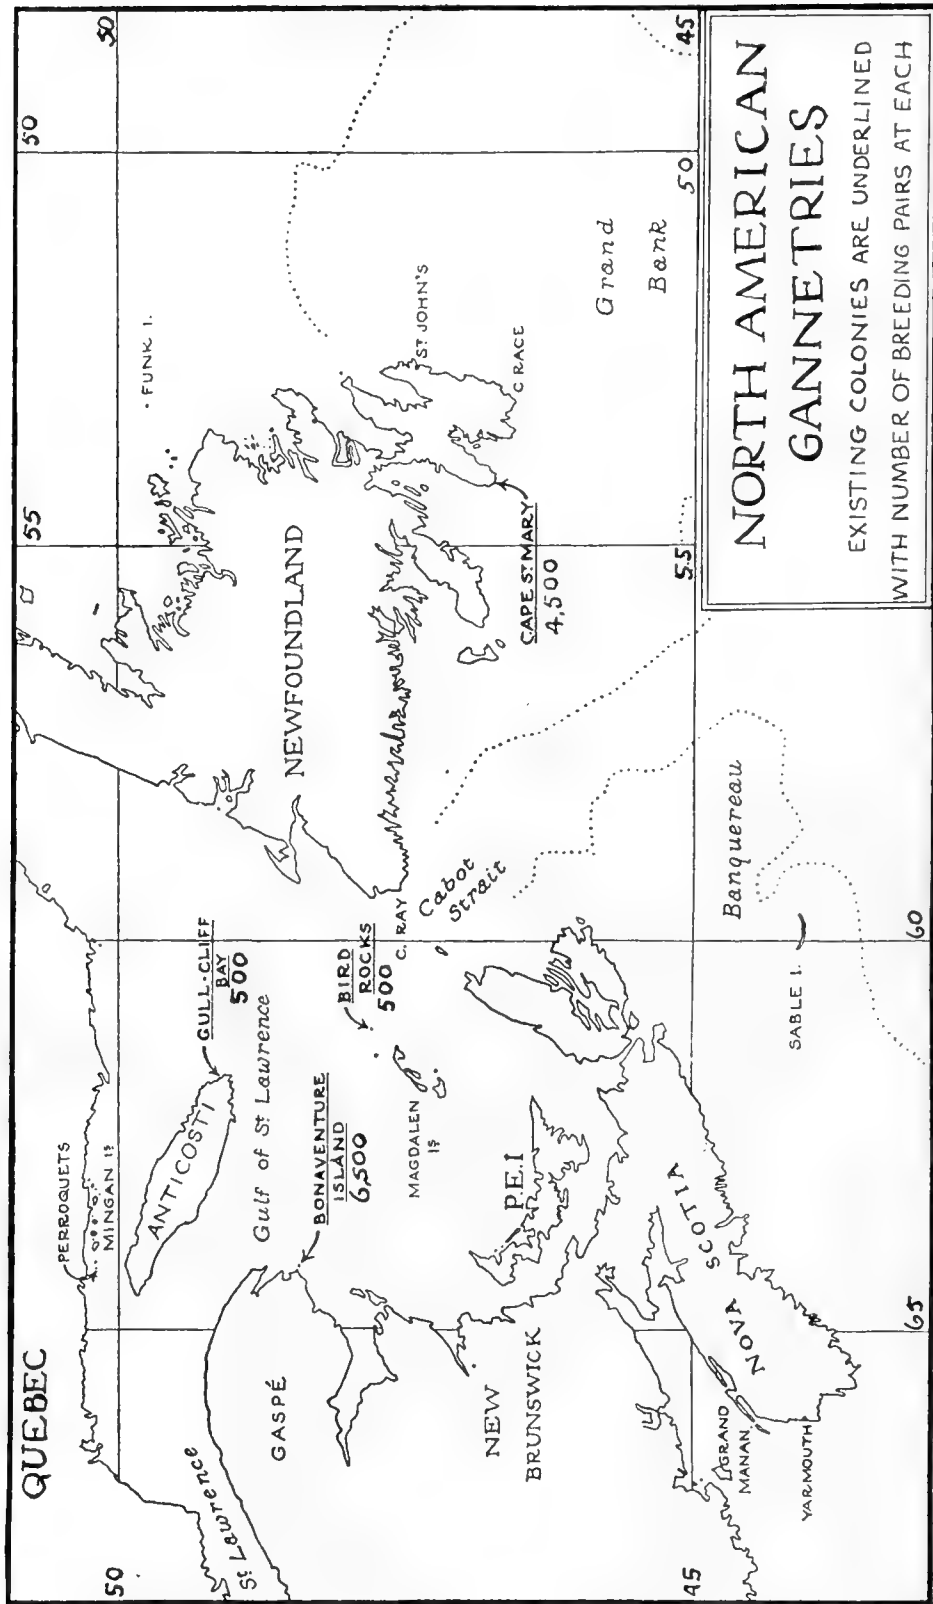 QUEBEC
50
55
50
50
PERROQUETS
MINGAN Is
ANTICOSTI
GULL-CLIFF
BAY
500
FUNK I.
St Lawrence
Gulf of St Lawrence
GASPÉ
BONAVENTURE
ISLAND
6,500
BIRD
ROCKS
500
NEWFOUNDLAND
MAGDALEN
Is
C. RAY
Cabot
Strait
ST JOHN'S
C RACE
CAPE ST MARY
4,500
Grand
Bank
NEW
BRUNSWICK
P.E.I
45
GRAND
MANAN
YARMOUTH
NOVA
SCOTIA
65
SABLE I.
60
Banquereau
55
50
45
NORTH AMERICAN
GANNETRIES
EXISTING COLONIES ARE UNDERLINED
WITH NUMBER OF BREEDING PAIRS AT EACH